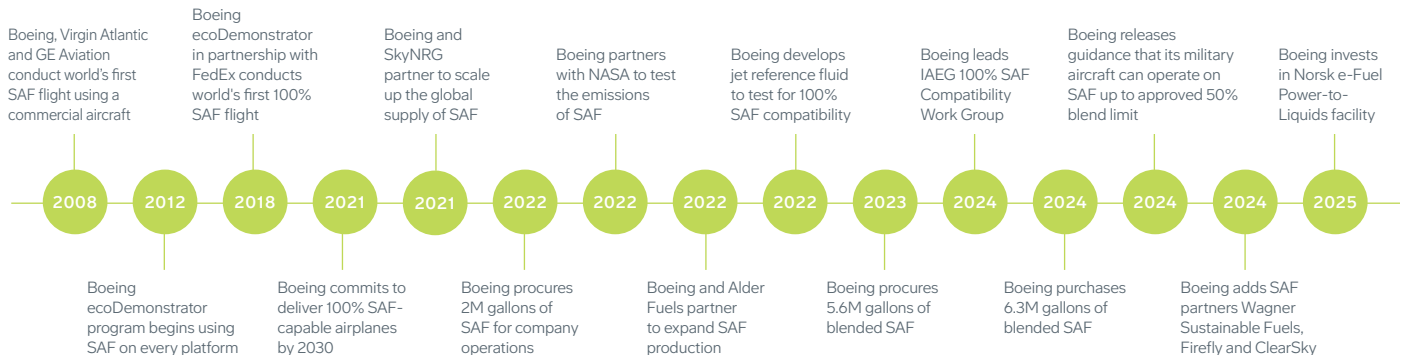 Boeing, Virgin Atlantic
and GE Aviation
conduct world's first
SAF flight using a
commercial aircraft
Boeing
ecoDemonstrator
in partnership with
FedEx conducts
world's first 100%
SAF flight
Boeing and
SkyNRG
partner to scale
up the global
supply of SAF
Boeing partners
with NASA to test
the emissions
of SAF
Boeing develops
jet reference fluid
to test for 100%
SAF compatibility
Boeing leads
IAEG 100% SAF
Compatibility
Work Group
Boeing releases
guidance that its military
aircraft can operate on
SAF up to approved 50%
blend limit
Boeing invests
in Norsk e-Fuel
Power-to-
Liquids facility
2008
2012
2018
2021
2021
2022
2022
2022
2022
2023
2024
2024
2024
2024
2025
Boeing
ecoDemonstrator
program begins using
SAF on every platform
Boeing commits to
deliver 100% SAF-
capable airplanes
by 2030
Boeing procures
2M gallons of
SAF for company
operations
Boeing and Alder
Fuels partner
to expand SAF
production
Boeing procures
5.6M gallons of
blended SAF
Boeing purchases
6.3M gallons of
blended SAF
Boeing adds SAF
partners Wagner
Sustainable Fuels,
Firefly and ClearSky